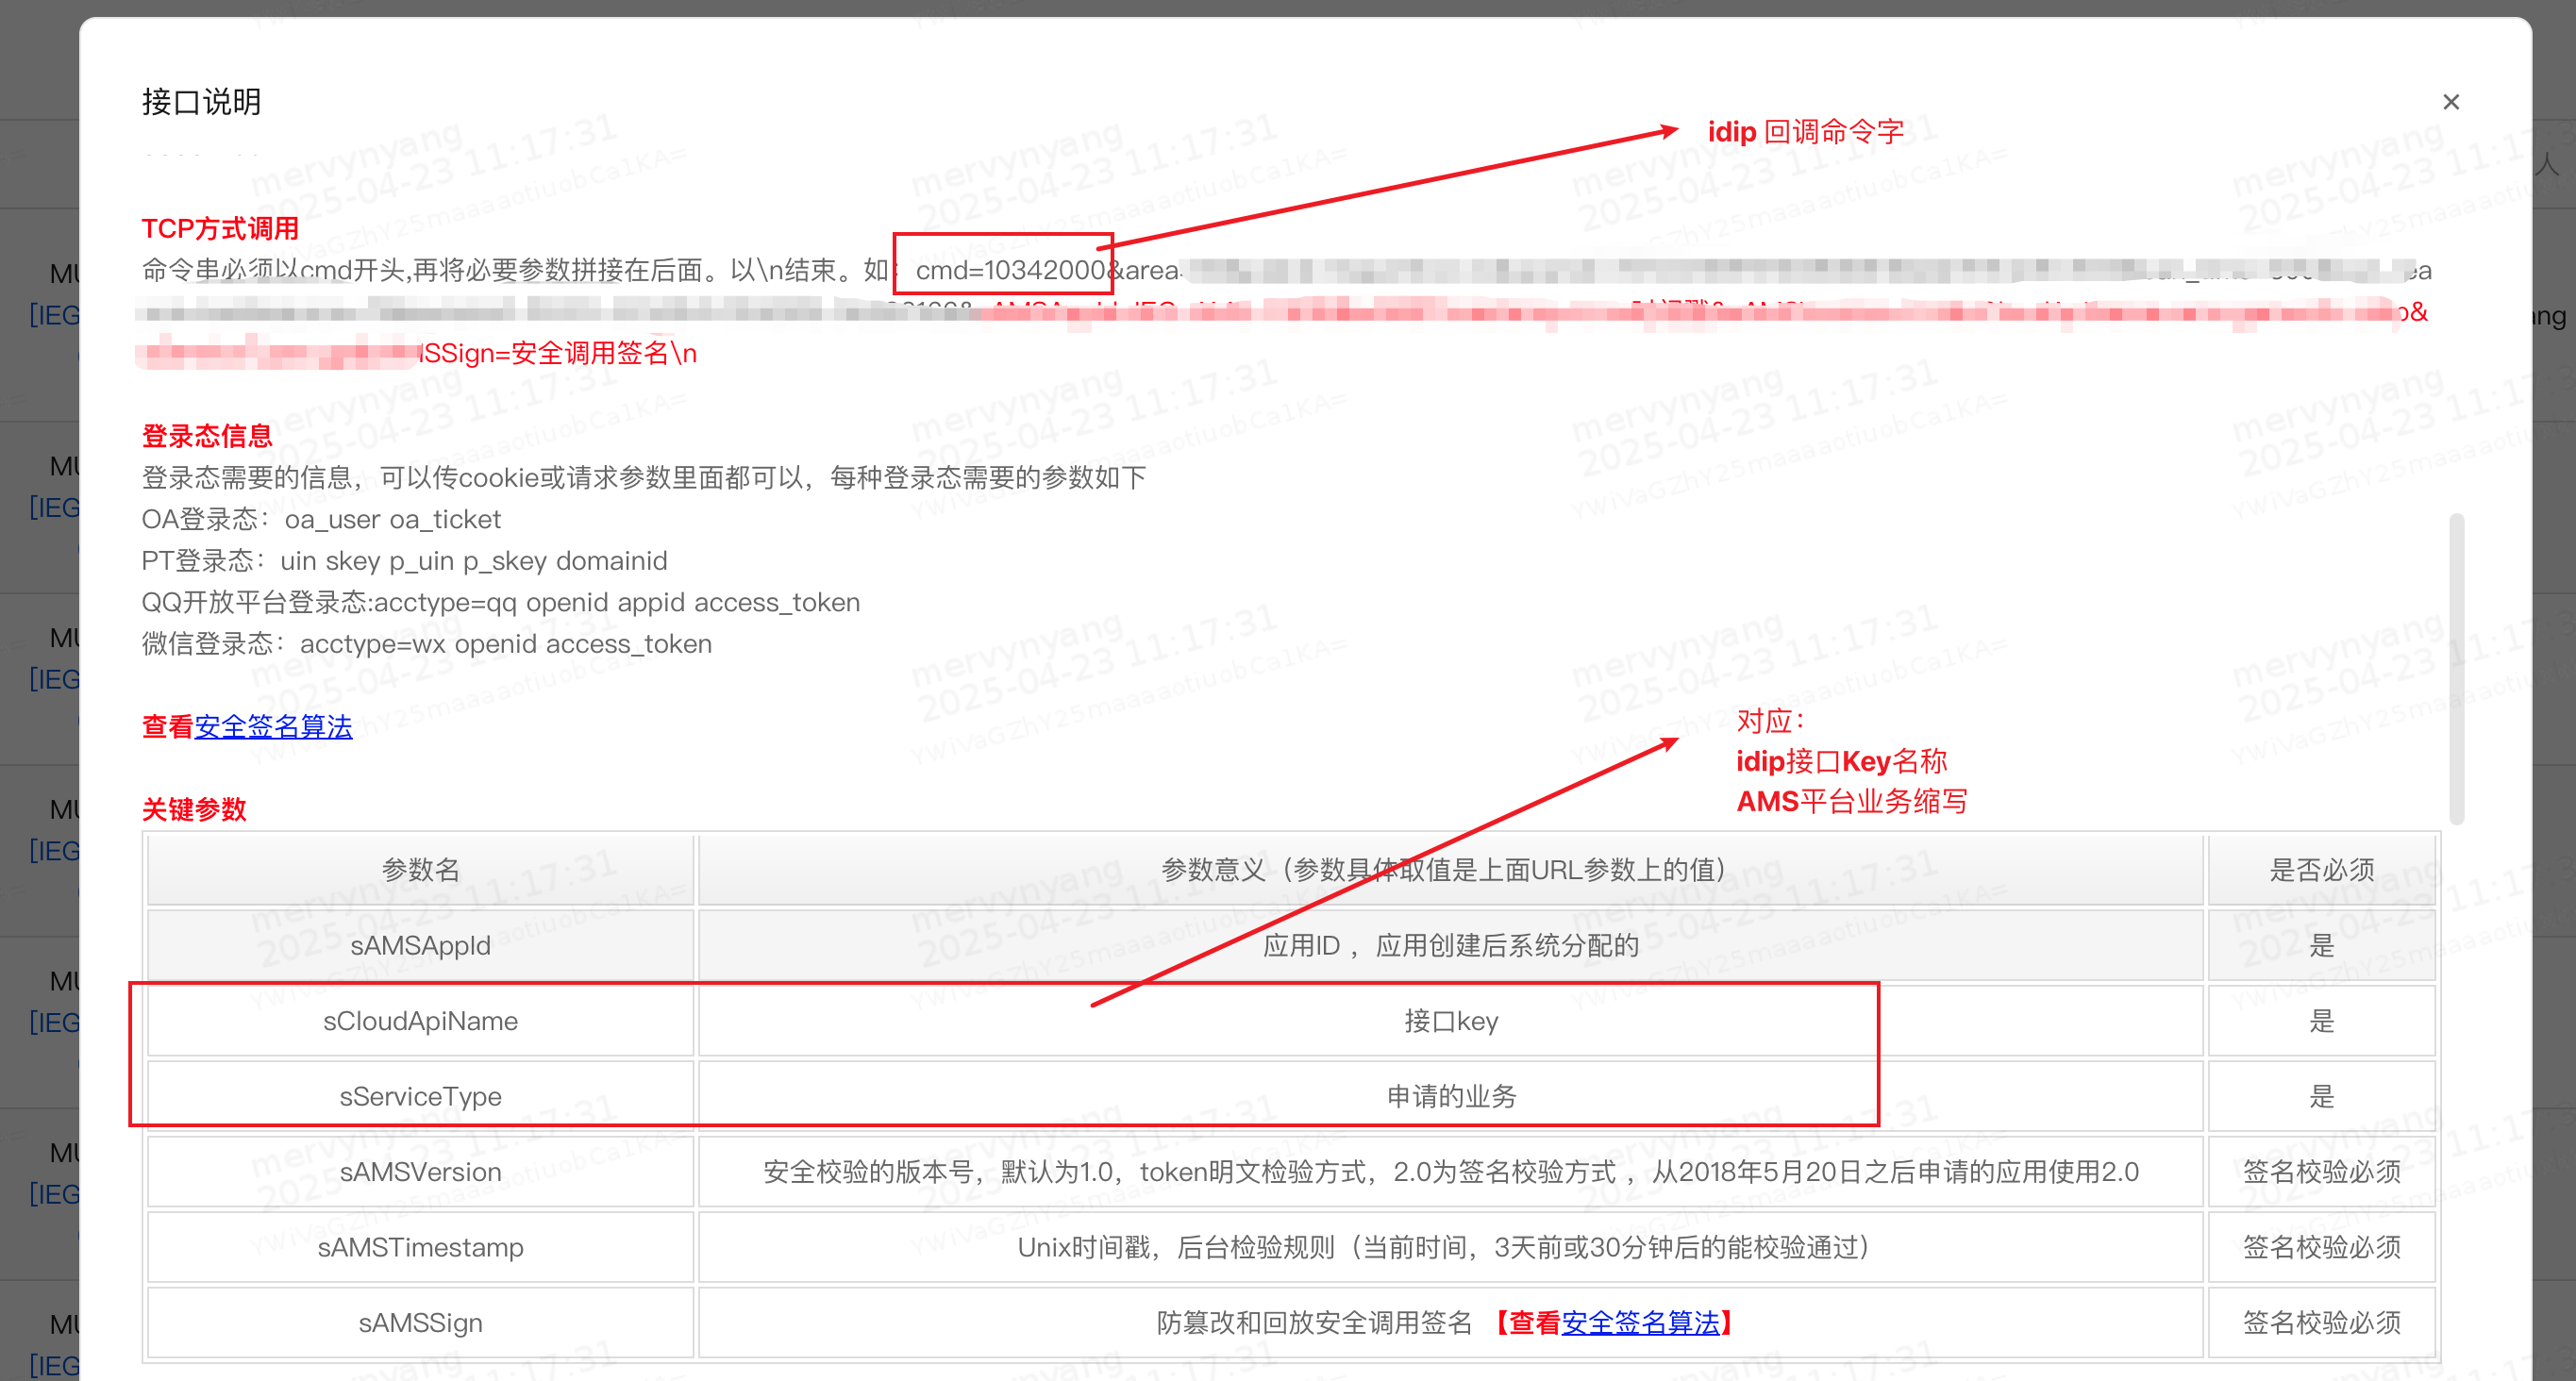 接口说明
×
idip 回调命令字
人
TCP方式调用
命令串必须以cmd开头,再将必要参数拼接在后面。以\n结束。如: cmd=10342000&area=
&
SSign=安全调用签名\n
登录态信息
登录态需要的信息，可以传cookie或请求参数里面都可以，每种登录态需要的参数如下
OA登录态：oa_user oa_ticket
PT登录态：uin skey p_uin p_skey domainid
QQ开放平台登录态:acctype=qq openid appid access_token
微信登录态：acctype=wx openid access_token
查看安全签名算法
对应：
idip接口Key名称
AMS平台业务缩写
关键参数
参数名 参数意义（参数具体取值是上面URL参数上的值） 是否必须
sAMSAppId 应用ID ，应用创建后系统分配的 是
sCloudApiName 接口key 是
sServiceType 申请的业务 是
sAMSVersion 安全校验的版本号，默认为1.0，token明文检验方式，2.0为签名校验方式 ，从2018年5月20日之后申请的应用使用2.0 签名校验必须
sAMSTimestamp Unix时间戳，后台检验规则（当前时间，3天前或30分钟后的能校验通过） 签名校验必须
sAMSSign 防篡改和回放安全调用签名 【查看安全签名算法】 签名校验必须
mervynyang
2025-04-23 11:17:31